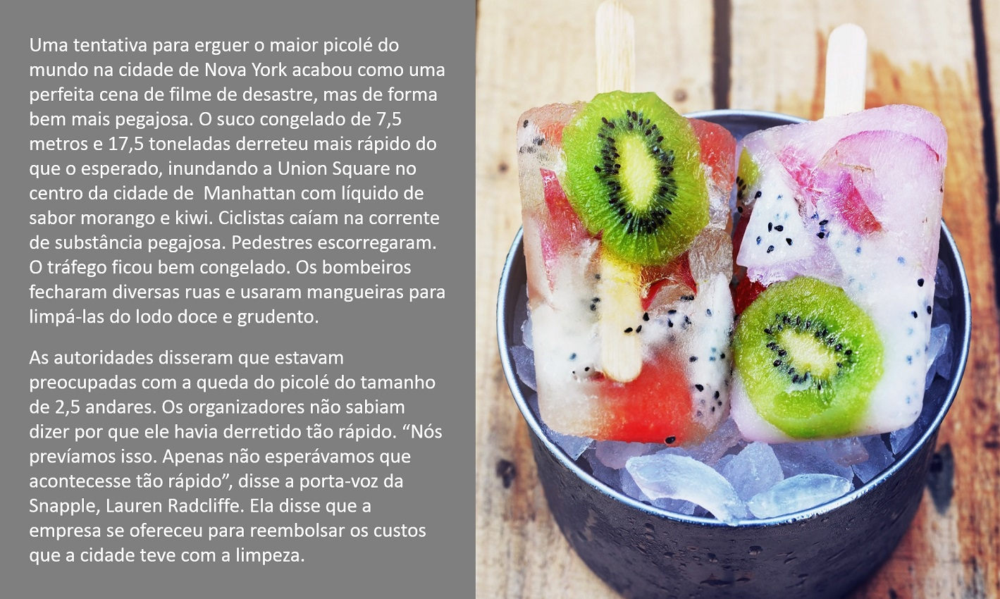 Uma tentativa para erguer o maior picolé do
mundo na cidade de Nova York acabou como uma
perfeita cena de filme de desastre, mas de forma
bem mais pegajosa. O suco congelado de 7,5
metros e 17,5 toneladas derreteu mais rápido do
que o esperado, inundando a Union Square no
centro da cidade de  Manhattan com líquido de
sabor morango e kiwi. Ciclistas caíam na corrente
de substância pegajosa. Pedestres escorregaram.
O tráfego ficou bem congelado. Os bombeiros
fecharam diversas ruas e usaram mangueiras para
limpá-las do lodo doce e grudento.
As autoridades disseram que estavam
preocupadas com a queda do picolé do tamanho
de 2,5 andares. Os organizadores não sabiam
dizer por que ele havia derretido tão rápido. “Nós
prevíamos isso. Apenas não esperávamos que
acontecesse tão rápido”, disse a porta-voz da
Snapple, Lauren Radcliffe. Ela disse que a
empresa se ofereceu para reembolsar os custos
que a cidade teve com a limpeza.